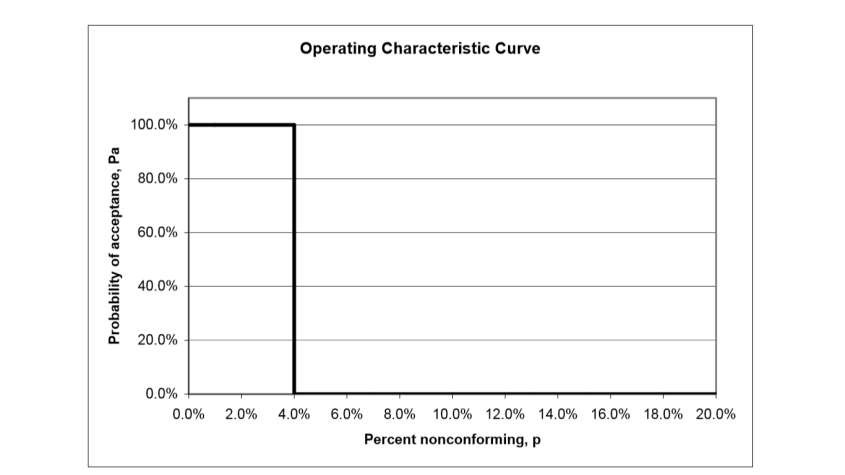 Operating Characteristic Curve
Probability of acceptance, Pa
100.0%
80.0%
60.0%
40.0%
20.0%
0.0%
0.0% 2.0% 4.0% 6.0% 8.0% 10.0% 12.0% 14.0% 16.0% 18.0% 20.0%
Percent nonconforming, p